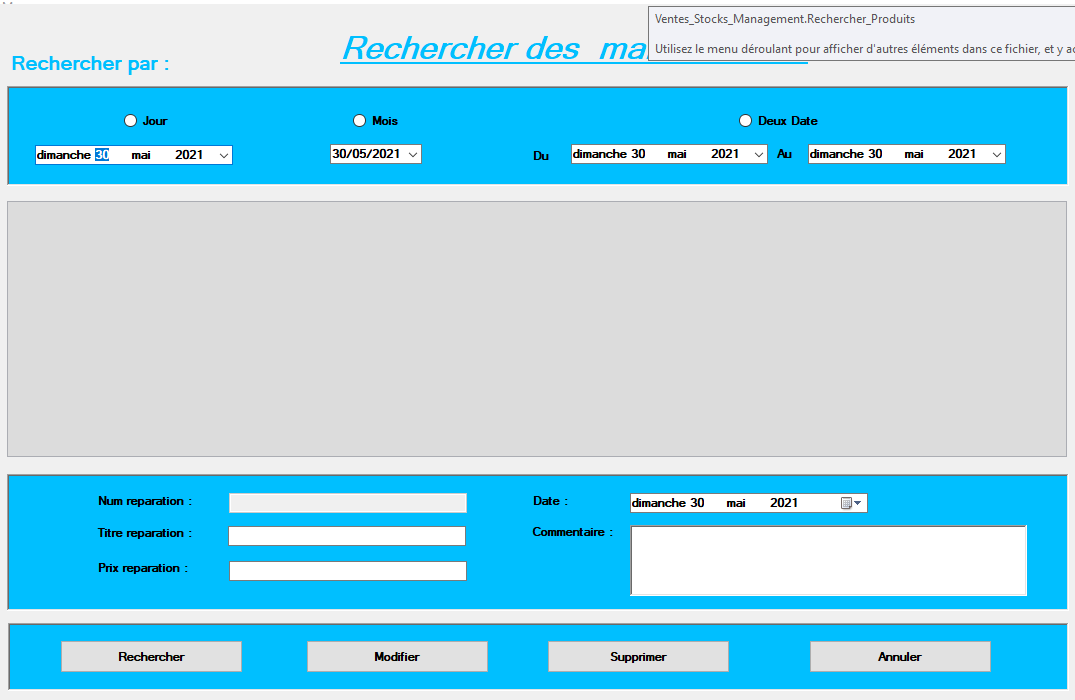 Ventes_Stocks_Management.Rechercher_Produits
Utilisez le menu déroulant pour afficher d'autres éléments dans ce fichier, et y
Rechercher des
Rechercher par :
Jour
Mois
Deux Date
dimanche 30 mai 2021
30/05/2021
Du
dimanche 30 mai 2021
Au
dimanche 30 mai 2021
Num reparation :
Date :
dimanche 30 mai 2021
Titre reparation :
Commentaire :
Prix reparation :
Rechercher
Modifier
Supprimer
Annuler